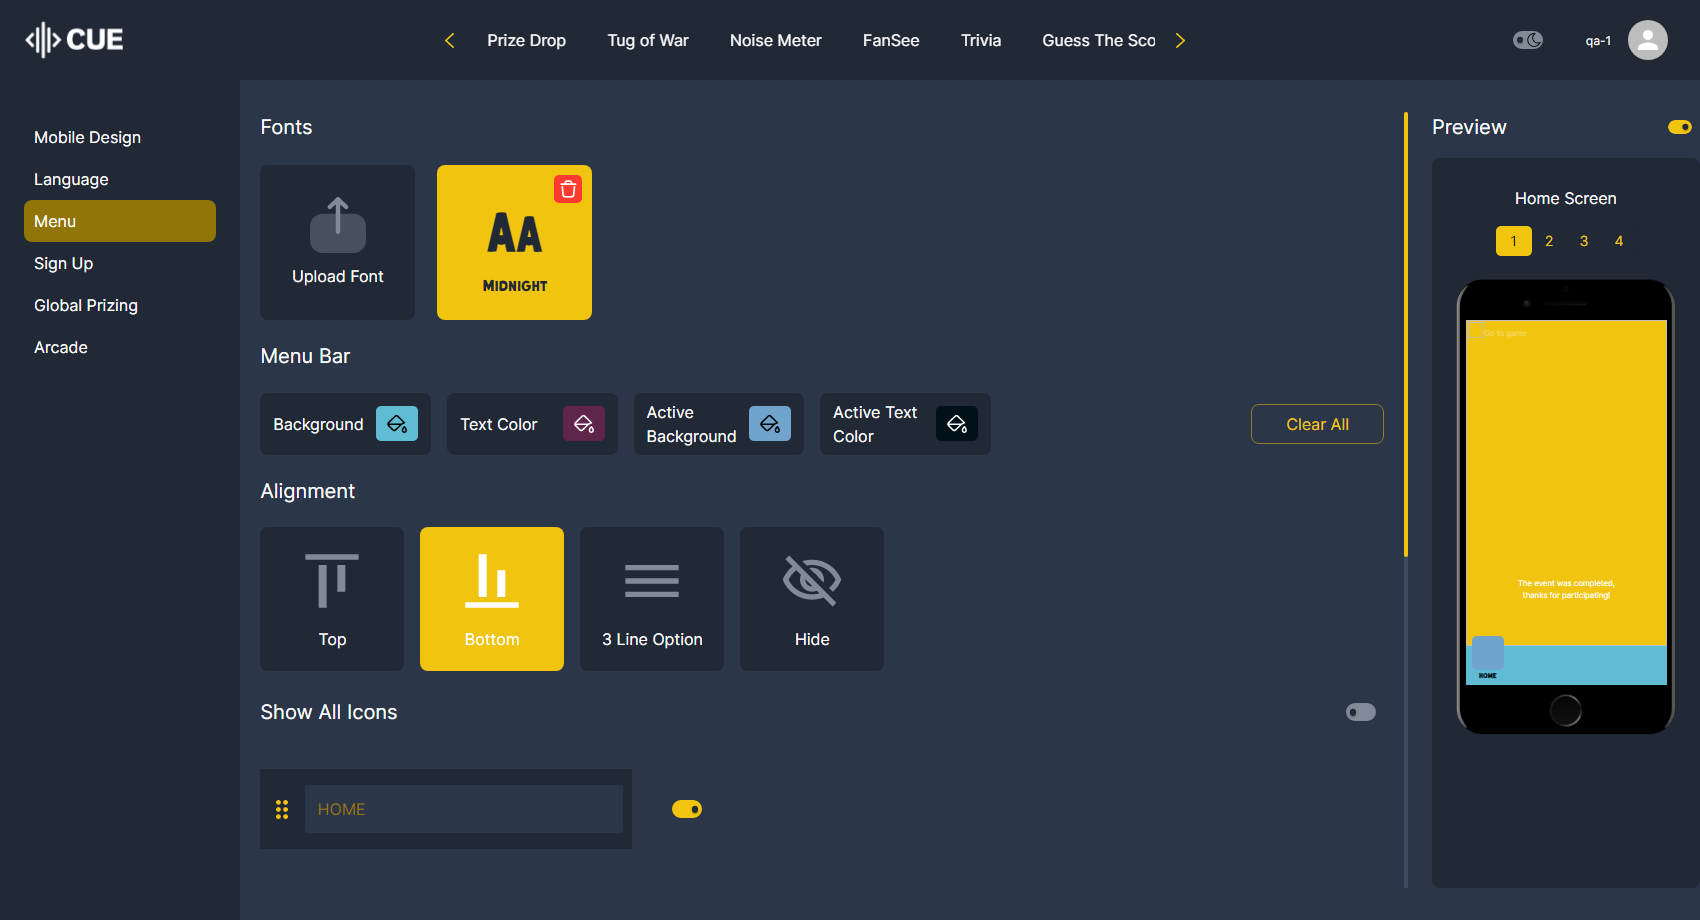 CUE
Prize Drop
Tug of War
Noise Meter
FanSee
Trivia
Guess The Sco
qa-1
Mobile Design
Language
Menu
Sign Up
Global Prizing
Arcade
Fonts
Upload Font
AA
MIDNIGHT
Menu Bar
Background
Text Color
Active
Background
Active Text
Color
Clear All
Alignment
Top
Bottom
3 Line Option
Hide
Show All Icons
HOME
Preview
Home Screen
1 2 3 4
Go to game
The event was completed,
thanks for participating!
HOME